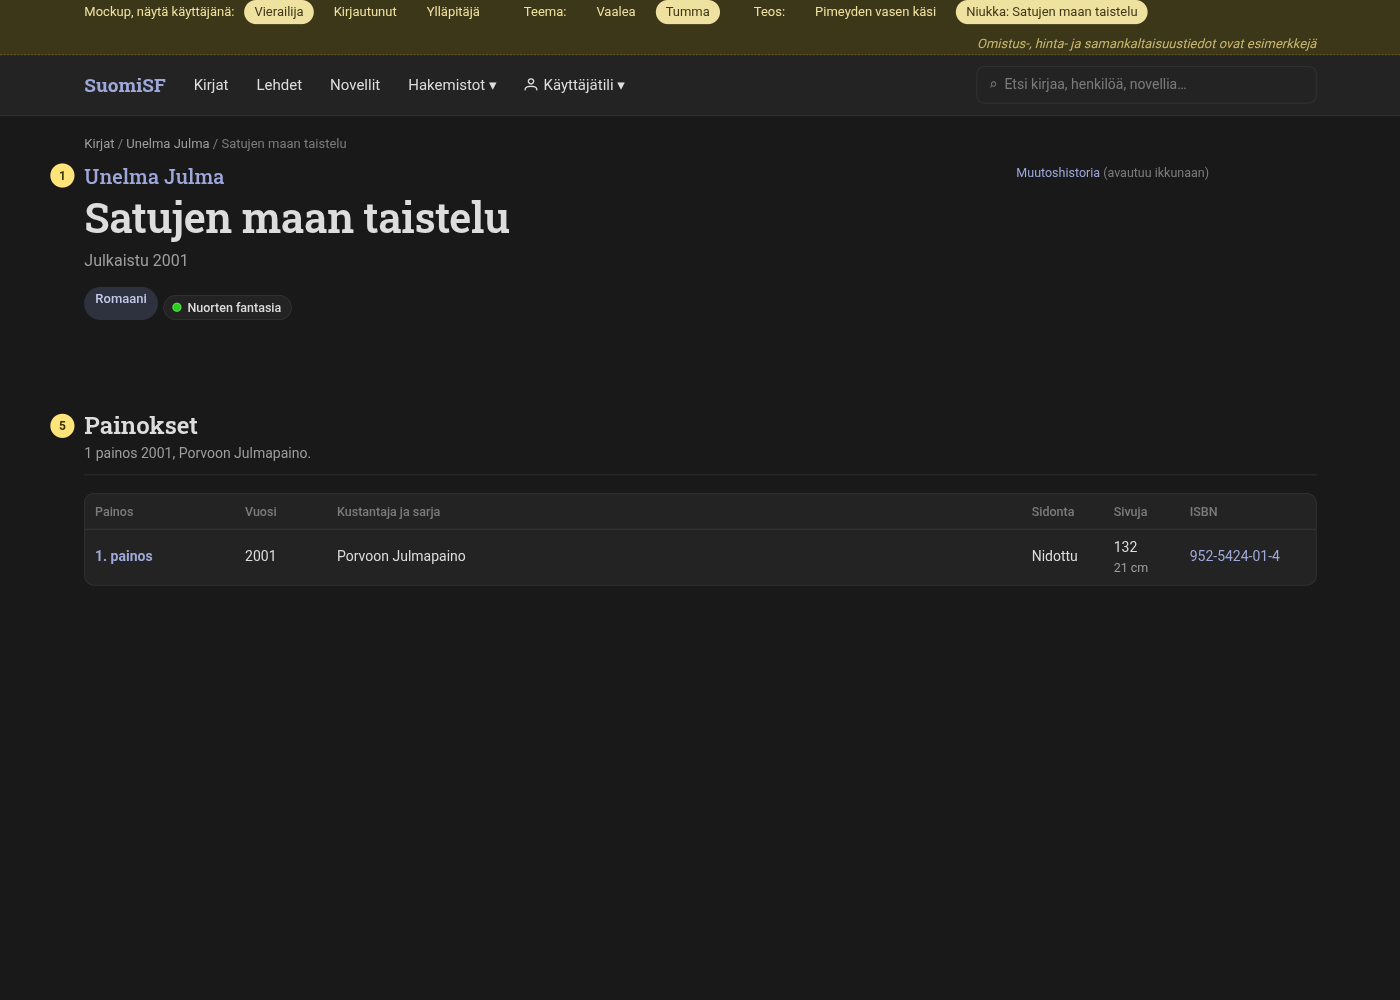 Mockup, näytä käyttäjänä: Vierailija Kirjautunut Ylläpitäjä Teema: Vaalea Tumma Teos: Pimeyden vasen käsi Niukka: Satujen maan taistelu
Omistus-, hinta- ja samankaltaisuustiedot ovat esimerkkejä
SuomiSF Kirjat Lehdet Novellit Hakemistot ▾ Käyttäjätili ▾ Etsi kirjaa, henkilöä, novellia…
Kirjat / Unelma Julma / Satujen maan taistelu
1 Unelma Julma
Muutoshistoria (avautuu ikkunaan)
Satujen maan taistelu
Julkaistu 2001
Romaani Nuorten fantasia
5 Painokset
1 painos 2001, Porvoon Julmapaino.
Painos Vuosi Kustantaja ja sarja Sidonta Sivuja ISBN
1. painos 2001 Porvoon Julmapaino Nidottu 132 952-5424-01-4
21 cm